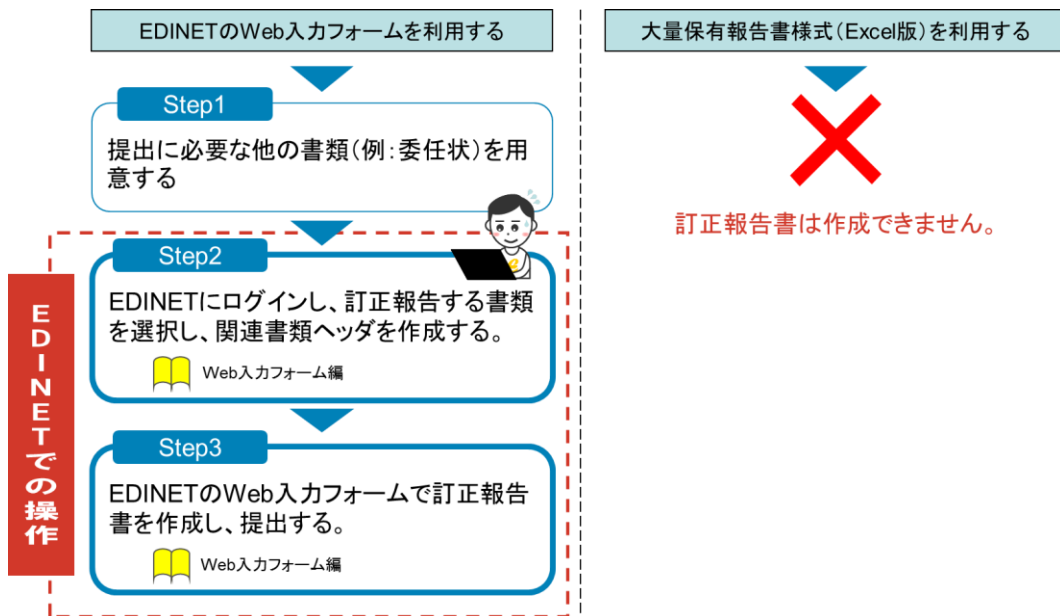 EDINETのWeb入力フォームを利用する
Step1
提出に必要な他の書類(例:委任状)を用
意する
EDINETでの操作
Step2
EDINETにログインし、訂正報告する書類
を選択し、関連書類ヘッダを作成する。
Web入力フォーム編
Step3
EDINETのWeb入力フォームで訂正報告
書を作成し、提出する。
Web入力フォーム編
大量保有報告書様式(Excel版)を利用する
訂正報告書は作成できません。